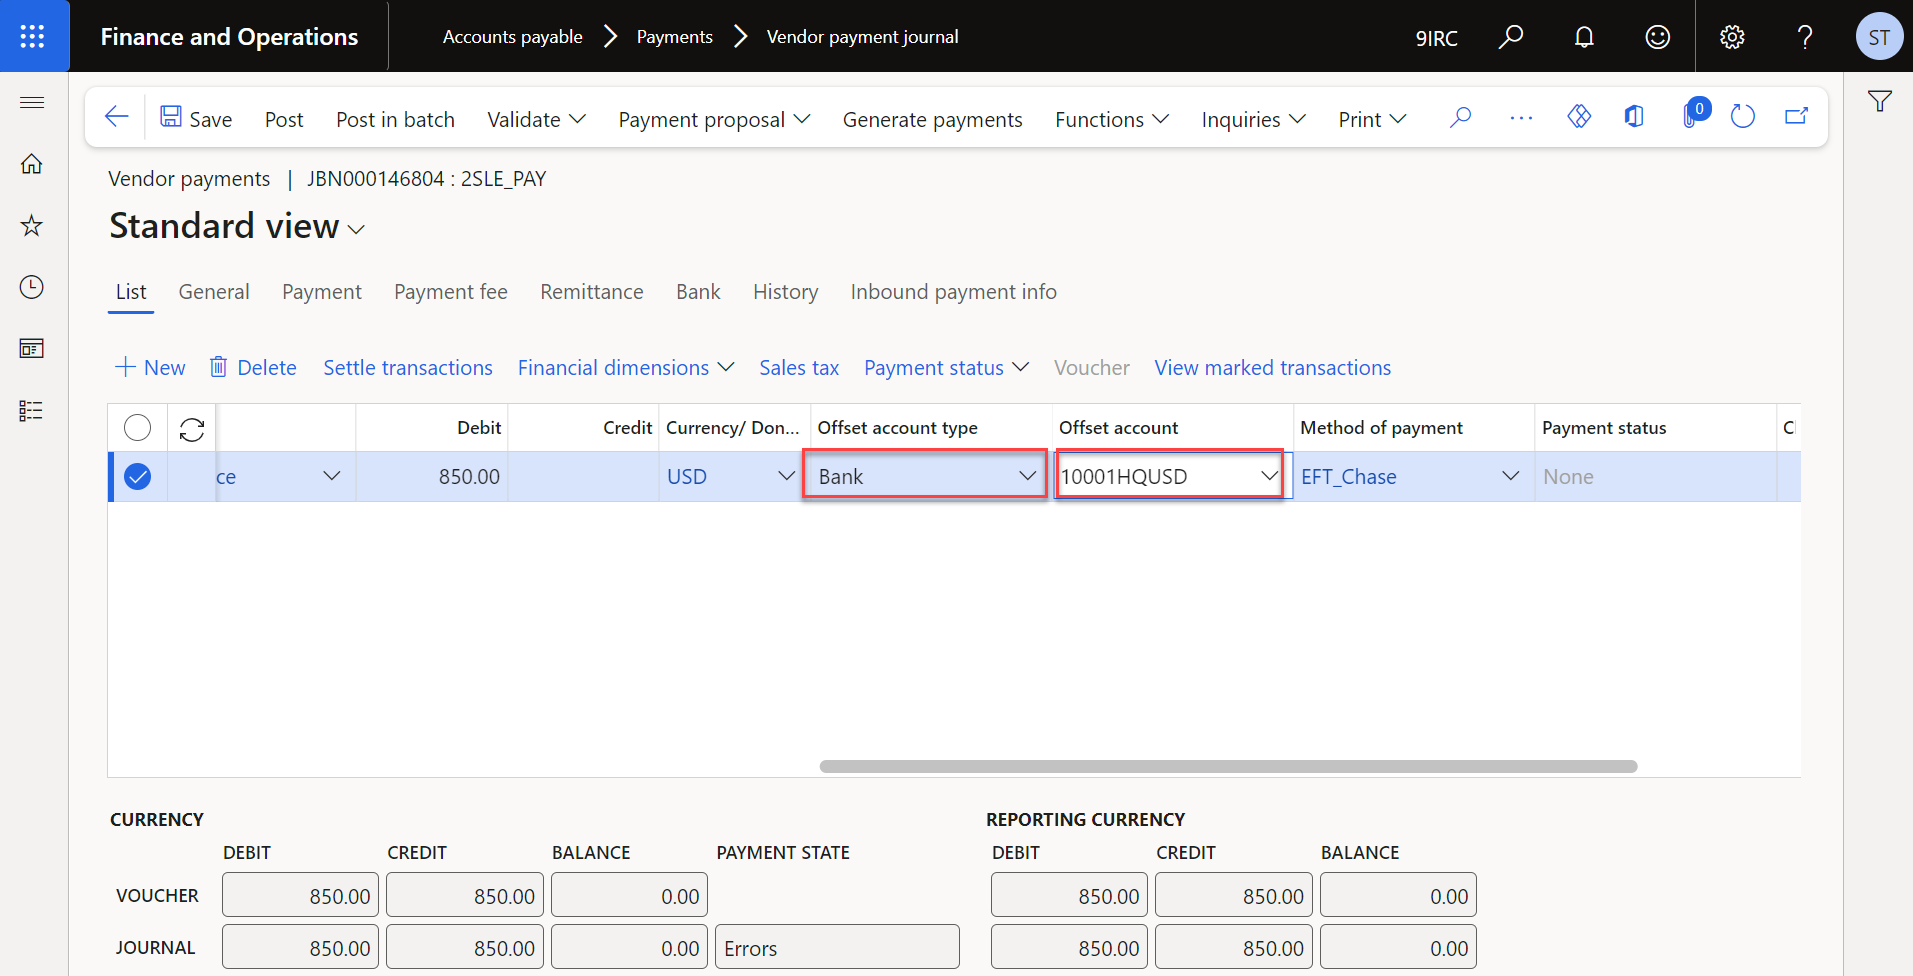 Finance and Operations
Accounts payable Payments Vendor payment journal
9IRC
ST
Save Post Post in batch Validate Payment proposal Generate payments Functions Inquiries Print ... 0
Vendor payments | JBN000146804 : 2SLE_PAY
Standard view
List General Payment Payment fee Remittance Bank History Inbound payment info
New Delete Settle transactions Financial dimensions Sales tax Payment status Voucher View marked transactions
Debit Credit Currency/ Don... Offset account type Offset account Method of payment Payment status C
ce 850.00 USD Bank 10001HQUSD EFT_Chase None
CURRENCY REPORTING CURRENCY
DEBIT CREDIT BALANCE PAYMENT STATE DEBIT CREDIT BALANCE
VOUCHER 850.00 850.00 0.00 850.00 850.00 0.00
JOURNAL 850.00 850.00 0.00 Errors 850.00 850.00 0.00